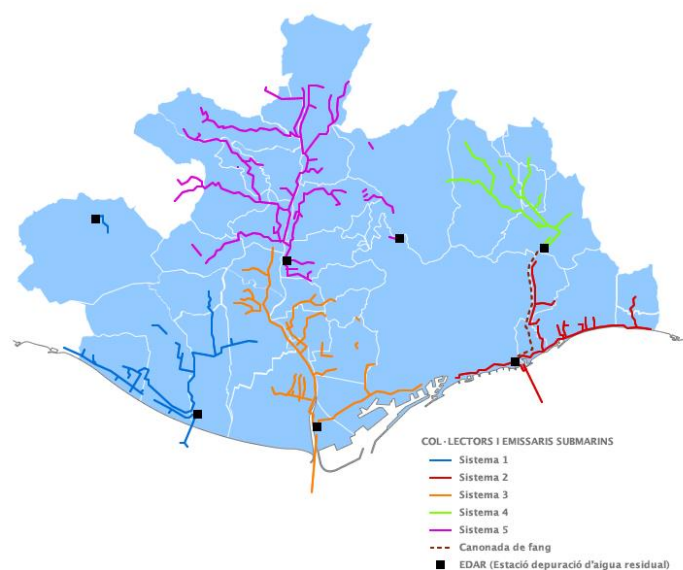 COL·LECTORS I EMISSARIS SUBMARINS
Sistema 1
Sistema 2
Sistema 3
Sistema 4
Sistema 5
Canonada de fang
EDAR (Estació depuració d'aigua residual)